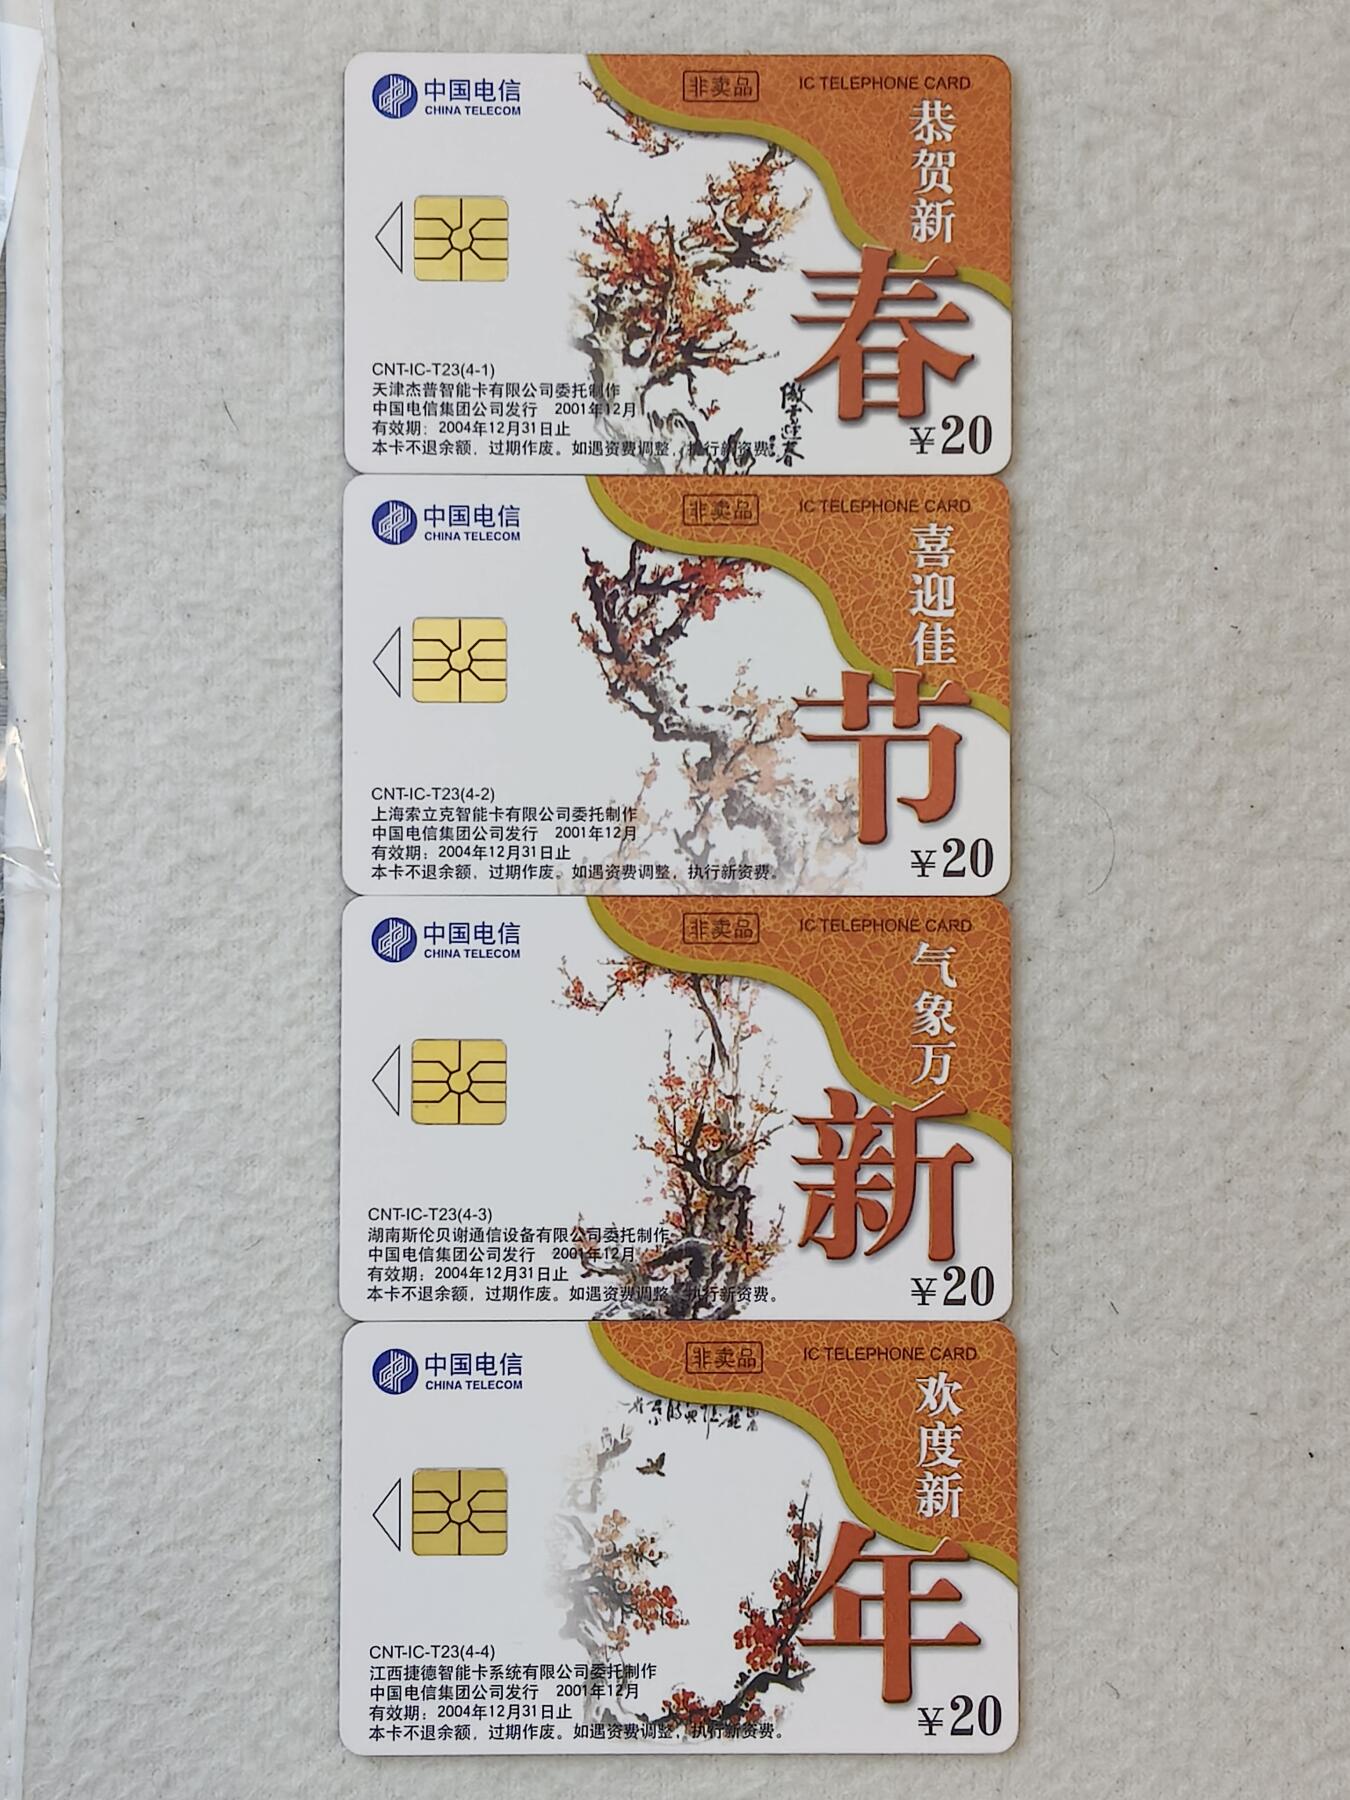 中国电信
CHINA TELECOM
非卖品
IC TELEPHONE CARD
恭贺新
春
CNT-IC-T23(4-1)
天津杰普智能卡有限公司委托制作
中国电信集团公司发行 2001年12月
有效期：2004年12月31日止
本卡不退余额，过期作废。如遇资费调整，执行新资费。
傲雪迎春
¥20
中国电信
CHINA TELECOM
非卖品
IC TELEPHONE CARD
喜迎佳
节
CNT-IC-T23(4-2)
上海索立克智能卡有限公司委托制作
中国电信集团公司发行 2001年12月
有效期：2004年12月31日止
本卡不退余额，过期作废。如遇资费调整，执行新资费。
¥20
中国电信
CHINA TELECOM
非卖品
IC TELEPHONE CARD
气象万
新
CNT-IC-T23(4-3)
湖南斯伦贝谢通信设备有限公司委托制作
中国电信集团公司发行 2001年12月
有效期：2004年12月31日止
本卡不退余额，过期作废。如遇资费调整，执行新资费。
¥20
中国电信
CHINA TELECOM
非卖品
IC TELEPHONE CARD
欢度新
年
CNT-IC-T23(4-4)
江西捷德智能卡系统有限公司委托制作
中国电信集团公司发行 2001年12月
有效期：2004年12月31日止
本卡不退余额，过期作废。如遇资费调整，执行新资费。
¥20